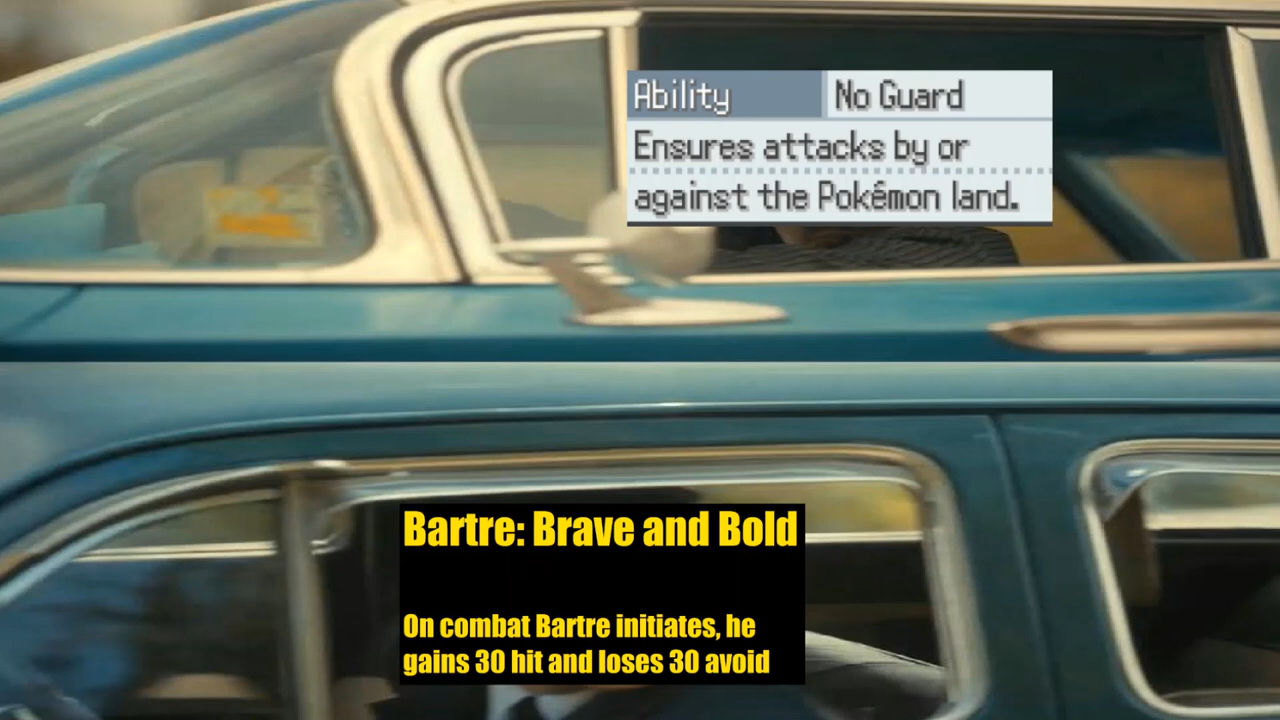 Ability No Guard
Ensures attacks by or
against the Pokémon land.
Bartre: Brave and Bold
On combat Bartre initiates, he
gains 30 hit and loses 30 avoid